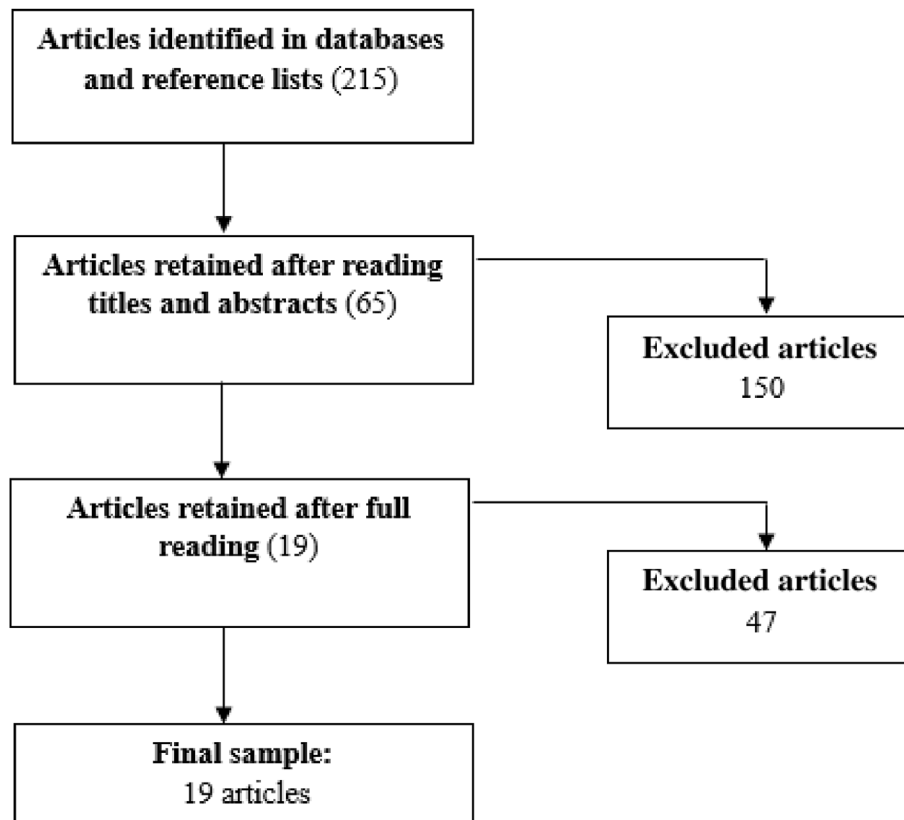 Articles identified in databases
and reference lists (215)
Articles retained after reading
titles and abstracts (65)
Excluded articles
150
Articles retained after full
reading (19)
Excluded articles
47
Final sample:
19 articles